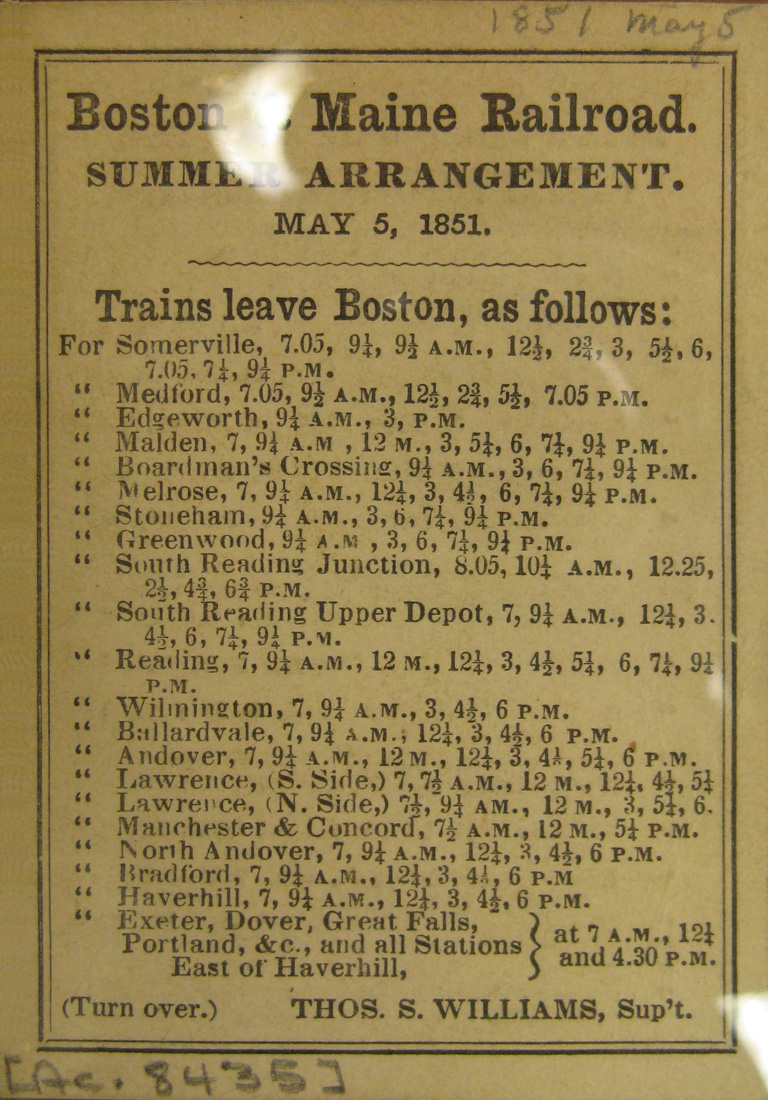 1851 May 5
Boston & Maine Railroad.
SUMMER ARRANGEMENT.
MAY 5, 1851.
Trains leave Boston, as follows:
For Somerville, 7.05, 9¼, 9½ A.M., 12½, 2¾, 3, 5½, 6,
7.05, 7¼, 9¼ P.M.
“ Medford, 7.05, 9½ A.M., 12½, 2¾, 5½, 7.05 P.M.
“ Edgeworth, 9¼ A.M., 3, P.M.
“ Malden, 7, 9¼ A.M , 12 M., 3, 5¼, 6, 7¼, 9¼ P.M.
“ Boardman's Crossing, 9¼ A.M., 3, 6, 7¼, 9¼ P.M.
“ Melrose, 7, 9¼ A.M., 12¼, 3, 4½, 6, 7¼, 9¼ P.M.
“ Stoneham, 9¼ A.M., 3, 6, 7¼, 9¼ P.M.
“ Greenwood, 9¼ A.M , 3, 6, 7¼, 9¼ P.M.
“ South Reading Junction, 8.05, 10¼ A.M., 12.25,
2½, 4¾, 6¾ P.M.
“ South Reading Upper Depot, 7, 9¼ A.M., 12¼, 3.
4½, 6, 7¼, 9¼ P.M.
“ Reading, 7, 9¼ A.M., 12 M., 12¼, 3, 4½, 5¼, 6, 7¼, 9¼
P.M.
“ Wilmington, 7, 9¼ A.M., 3, 4½, 6 P.M.
“ Ballardvale, 7, 9¼ A.M., 12¼, 3, 4½, 6 P.M.
“ Andover, 7, 9¼ A.M., 12 M., 12¼, 3, 4½, 5¼, 6 P.M.
“ Lawrence, (S. Side,) 7, 7½ A.M., 12 M., 12¼, 4½, 5¼
“ Lawrence, (N. Side,) 7½, 9¼ AM., 12 M., 3, 5¼, 6.
“ Manchester & Concord, 7½ A.M., 12 M., 5¼ P.M.
“ North Andover, 7, 9¼ A.M., 12¼, 3, 4½, 6 P.M.
“ Bradford, 7, 9¼ A.M., 12¼, 3, 4½, 6 P.M
“ Haverhill, 7, 9¼ A.M., 12¼, 3, 4½, 6 P.M.
“ Exeter, Dover, Great Falls,
Portland, &c., and all Stations
East of Haverhill,
} at 7 A.M., 12¼
and 4.30 P.M.
(Turn over.) THOS. S. WILLIAMS, Sup't.
[Ac. 8435]